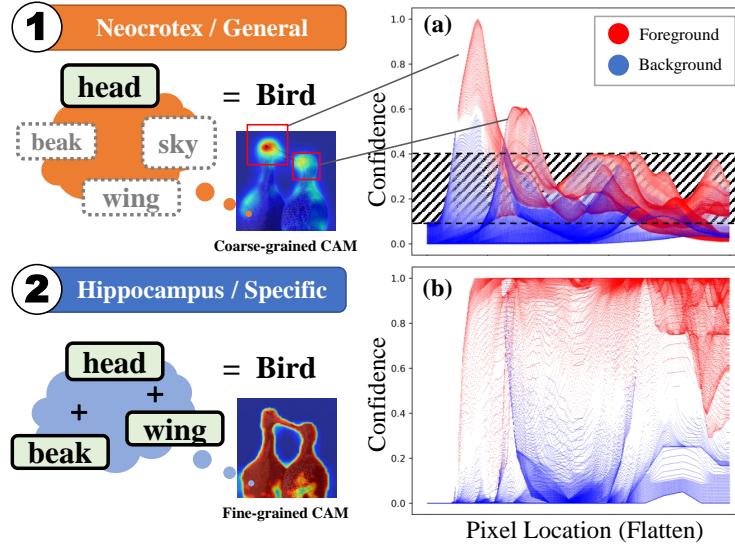 1 Neocrotex / General
head
beak
sky
wing
= Bird
Coarse-grained CAM
(a)
Foreground
Background
Confidence
1.0
0.8
0.6
0.4
0.2
0.0
2 Hippocampus / Specific
head
+
+
wing
beak
= Bird
Fine-grained CAM
(b)
Confidence
1.0
0.8
0.6
0.4
0.2
0.0
Pixel Location (Flatten)